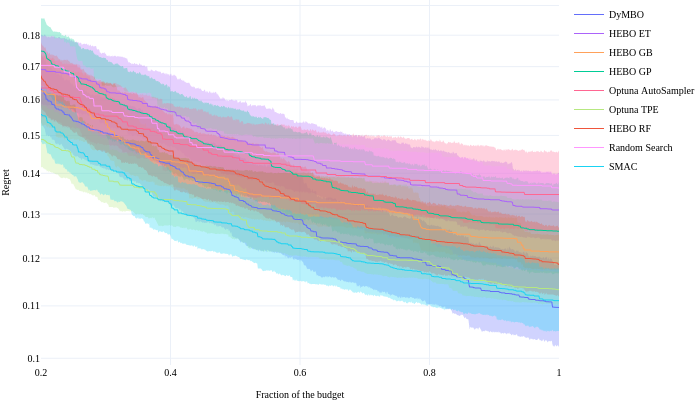 0.18
0.17
0.16
0.15
0.14
0.13
0.12
0.11
0.1
Regret
0.2
0.4
0.6
0.8
1
Fraction of the budget
DyMBO
HEBO ET
HEBO GB
HEBO GP
Optuna AutoSampler
Optuna TPE
HEBO RF
Random Search
SMAC